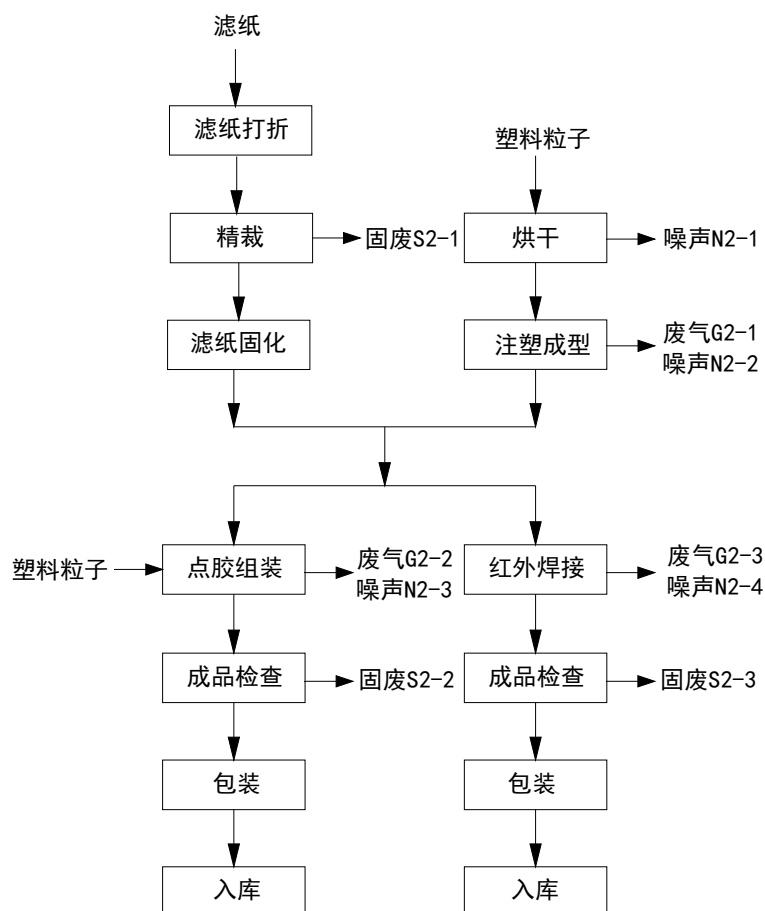 滤纸
滤纸打折
塑料粒子
精裁
固废S2-1
烘干
噪声N2-1
滤纸固化
注塑成型
废气G2-1
噪声N2-2
塑料粒子
点胶组装
废气G2-2
噪声N2-3
红外焊接
废气G2-3
噪声N2-4
成品检查
固废S2-2
成品检查
固废S2-3
包装
包装
入库
入库